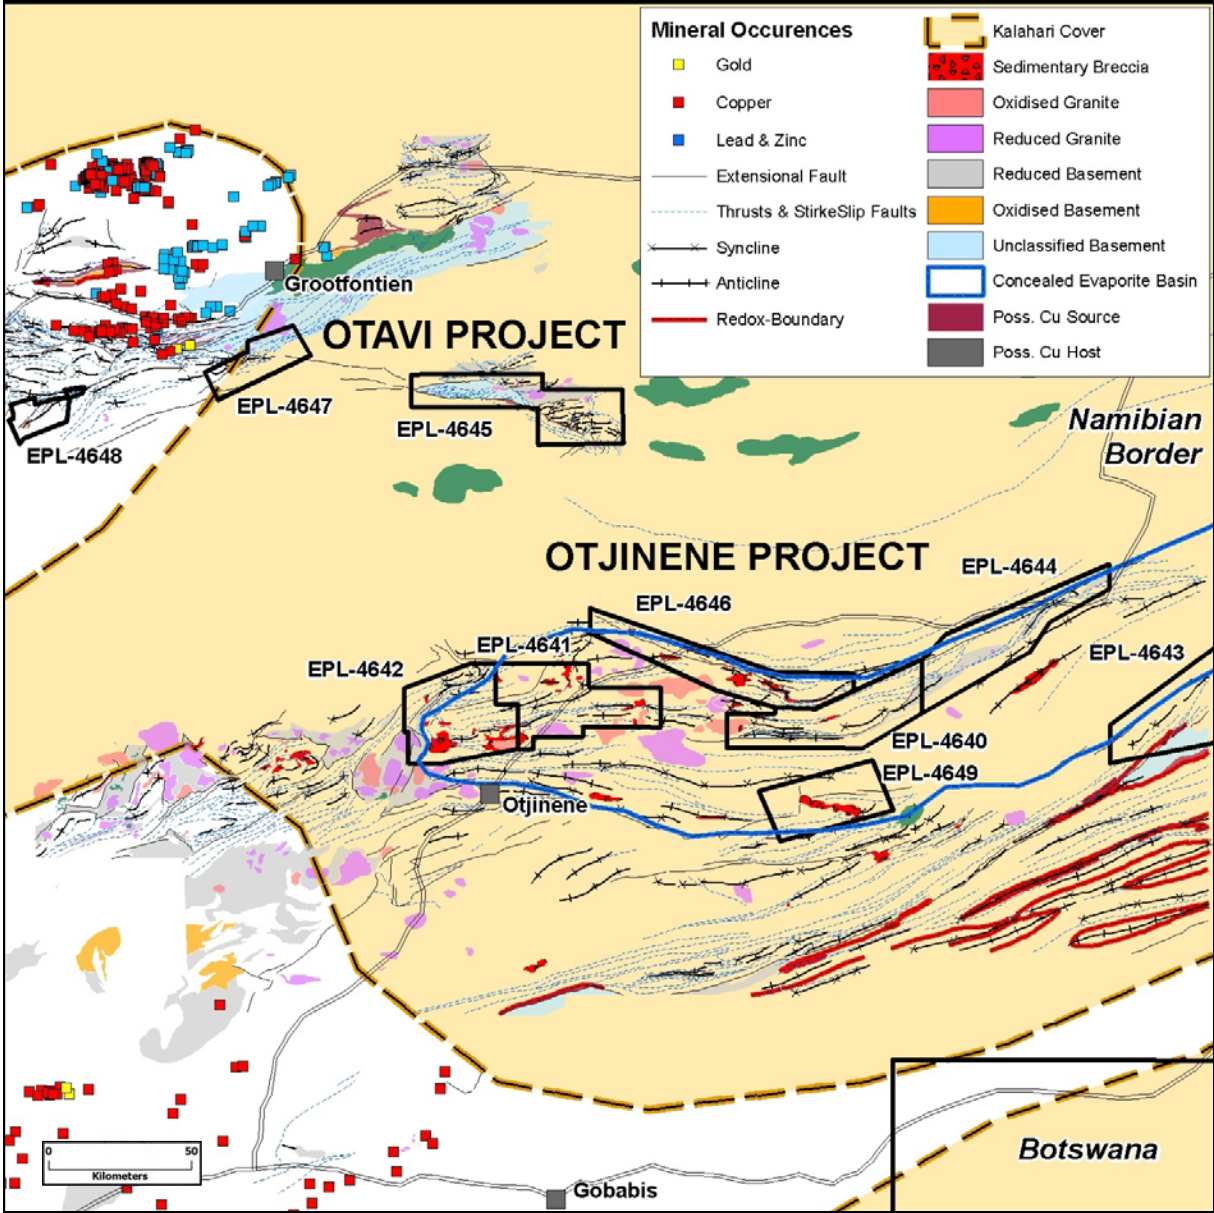 Mineral Occurences
Gold
Copper
Lead & Zinc
Extensional Fault
Thrusts & StirkeSlip Faults
Syncline
Anticline
Redox-Boundary
Kalahari Cover
Sedimentary Breccia
Oxidised Granite
Reduced Granite
Reduced Basement
Oxidised Basement
Unclassified Basement
Concealed Evaporite Basin
Poss. Cu Source
Poss. Cu Host
Grootfontien
OTAVI PROJECT
EPL-4647
EPL-4645
EPL-4648
Namibian
Border
OTJINENE PROJECT
EPL-4644
EPL-4646
EPL-4641
EPL-4643
EPL-4642
EPL-4640
EPL-4649
Otjinene
0 50
Kilometers
Botswana
Gobabis